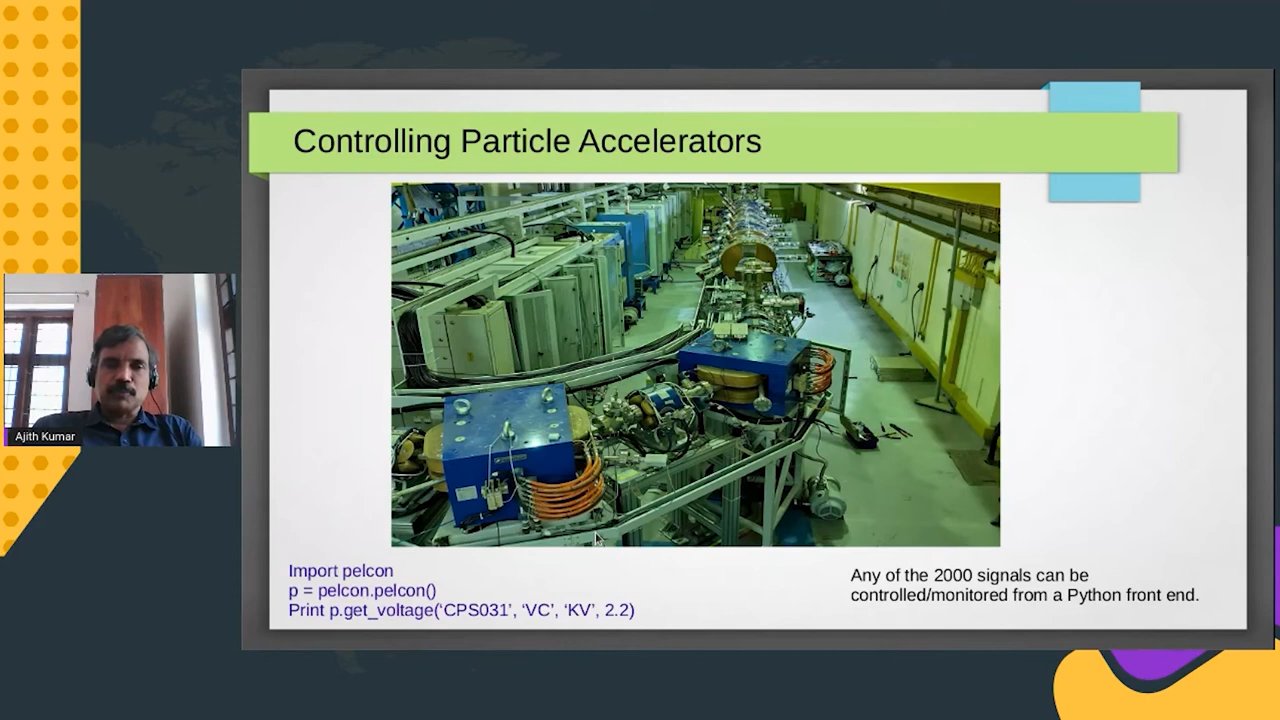 Controlling Particle Accelerators
Ajith Kumar
Import pelcon
p = pelcon.pelcon()
Print p.get_voltage(‘CPS031’, ‘VC’, ‘KV’, 2.2)
Any of the 2000 signals can be
controlled/monitored from a Python front end.